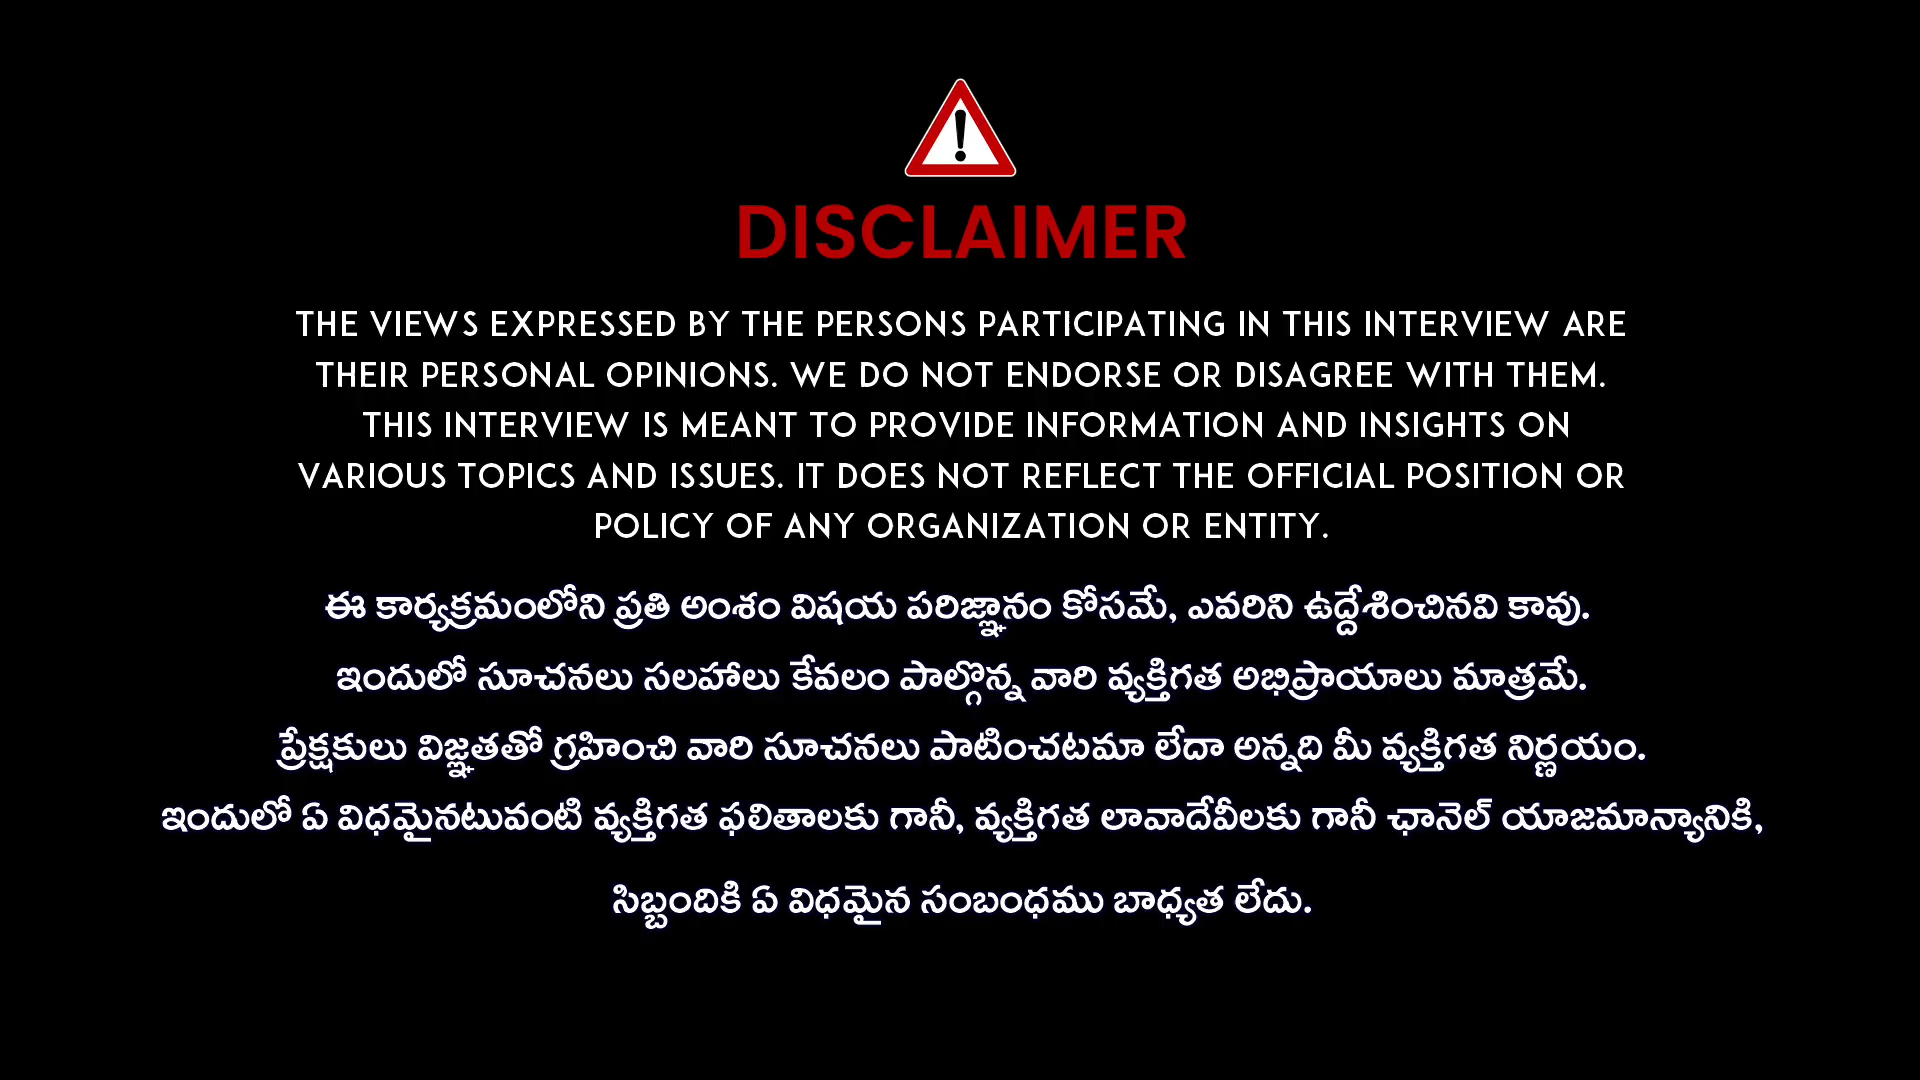 DISCLAIMER
THE VIEWS EXPRESSED BY THE PERSONS PARTICIPATING IN THIS INTERVIEW ARE
THEIR PERSONAL OPINIONS. WE DO NOT ENDORSE OR DISAGREE WITH THEM.
THIS INTERVIEW IS MEANT TO PROVIDE INFORMATION AND INSIGHTS ON
VARIOUS TOPICS AND ISSUES. IT DOES NOT REFLECT THE OFFICIAL POSITION OR
POLICY OF ANY ORGANIZATION OR ENTITY.
ఈ కార్యక్రమంలోని ప్రతి అంశం విషయ పరిజ్ఞానం కోసమే, ఎవరిని ఉద్దేశించినవి కావు.
ఇందులో సూచనలు సలహాలు కేవలం పాల్గొన్న వారి వ్యక్తిగత అభిప్రాయాలు మాత్రమే.
ప్రేక్షకులు విజ్ఞతతో గ్రహించి వారి సూచనలు పాటించటమా లేదా అన్నది మీ వ్యక్తిగత నిర్ణయం.
ఇందులో ఏ విధమైనటువంటి వ్యక్తిగత ఫలితాలకు గానీ, వ్యక్తిగత లావాదేవీలకు గానీ ఛానెల్ యాజమాన్యానికి,
సిబ్బందికి ఏ విధమైన సంబంధము బాధ్యత లేదు.